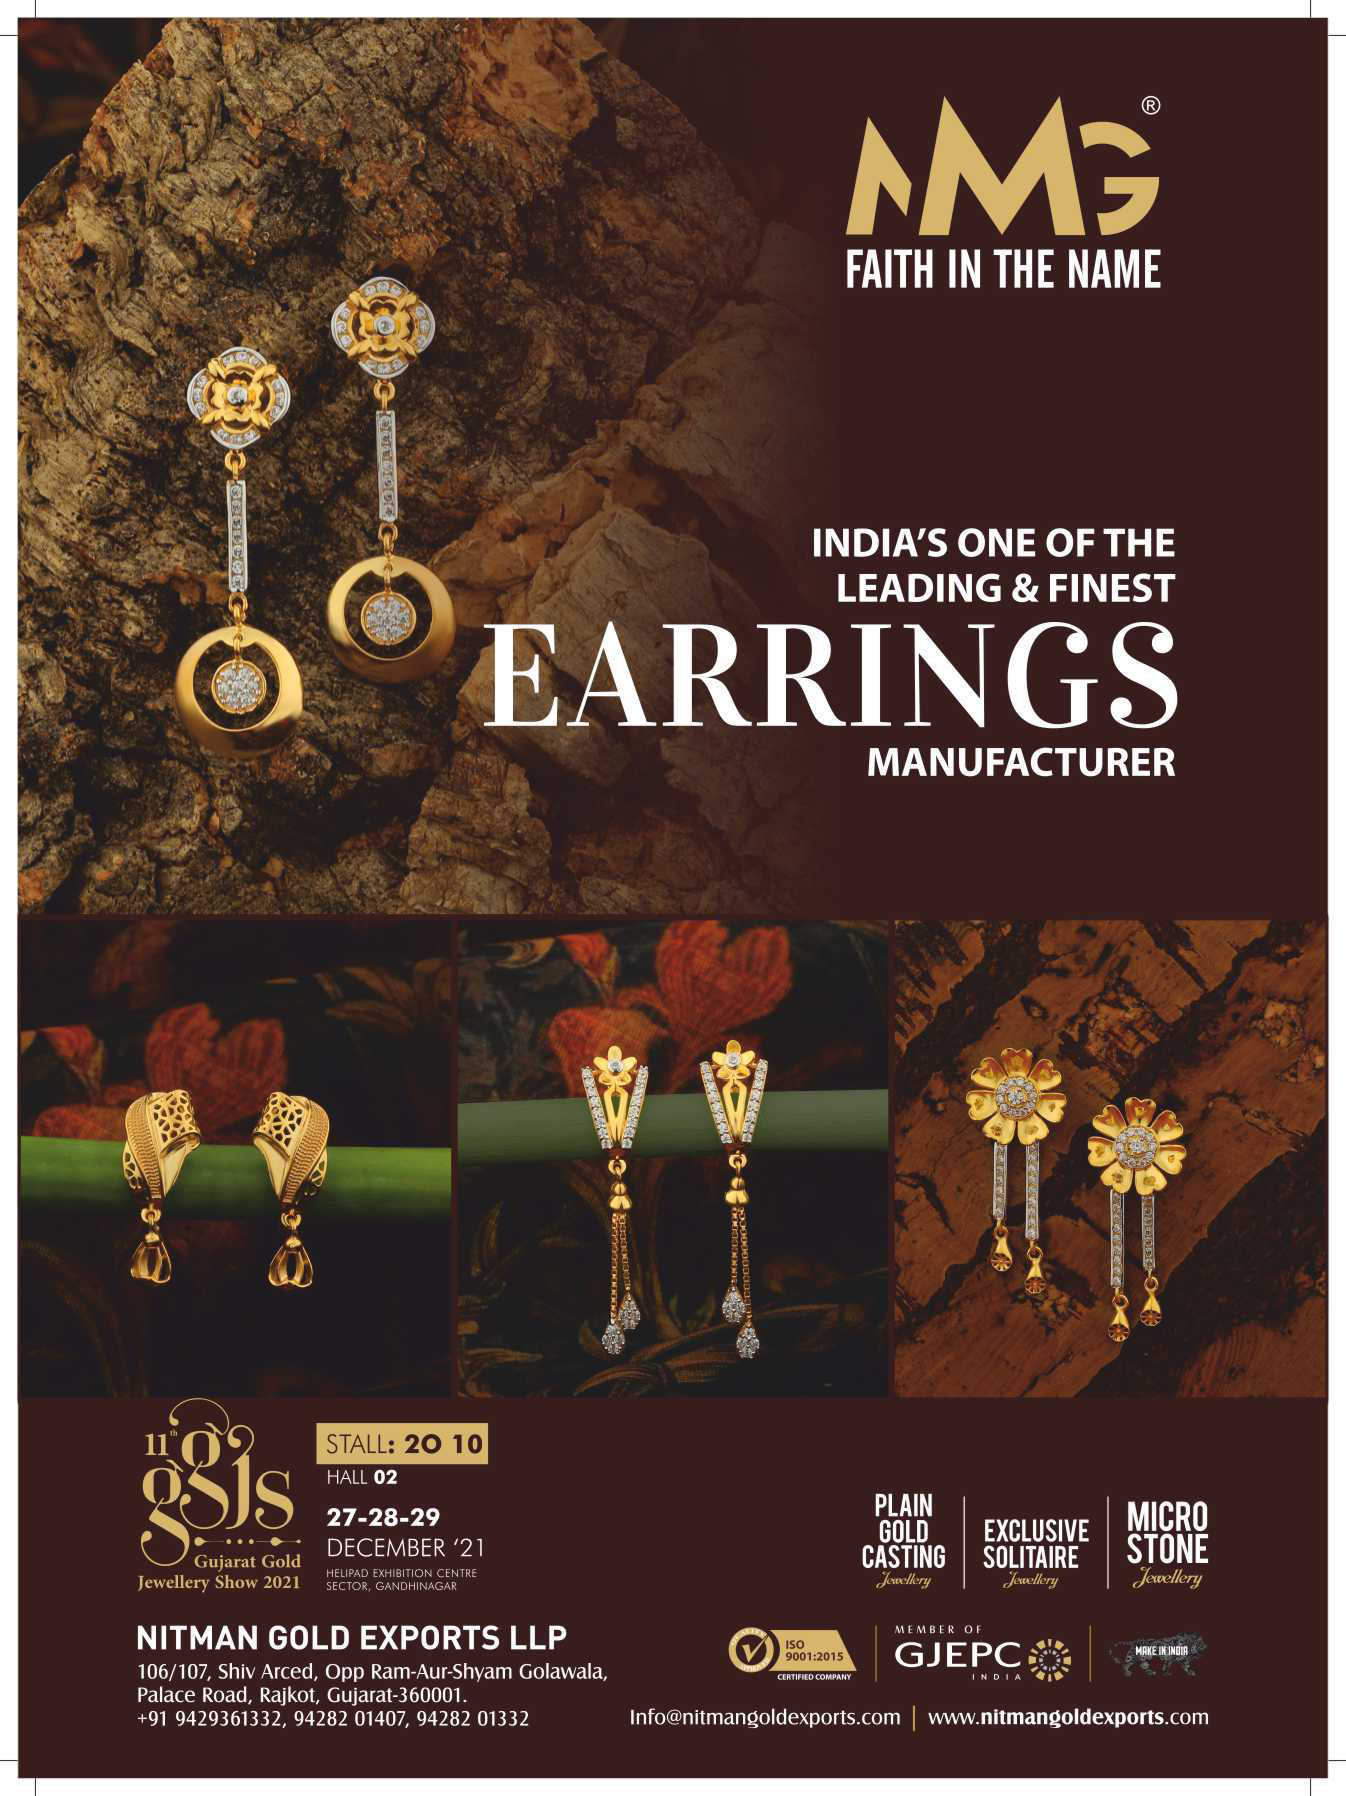 NMG®
FAITH IN THE NAME
INDIA'S ONE OF THE
LEADING & FINEST
EARRINGS
MANUFACTURER
11th
ggjs
Gujarat Gold
Jewellery Show 2021
STALL: 2O 10
HALL 02
27-28-29
DECEMBER '21
HELIPAD EXHIBITION CENTRE
SECTOR, GANDHINAGAR
PLAIN
GOLD
CASTING
Jewellery
EXCLUSIVE
SOLITAIRE
Jewellery
MICRO
STONE
Jewellery
NITMAN GOLD EXPORTS LLP
106/107, Shiv Arced, Opp Ram-Aur-Shyam Golawala,
Palace Road, Rajkot, Gujarat-360001.
+91 9429361332, 94282 01407, 94282 01332
ISO
9001:2015
CERTIFIED COMPANY
MEMBER OF
GJEPC
INDIA
MAKE IN INDIA
Info@nitmangoldexports.com | www.nitmangoldexports.com